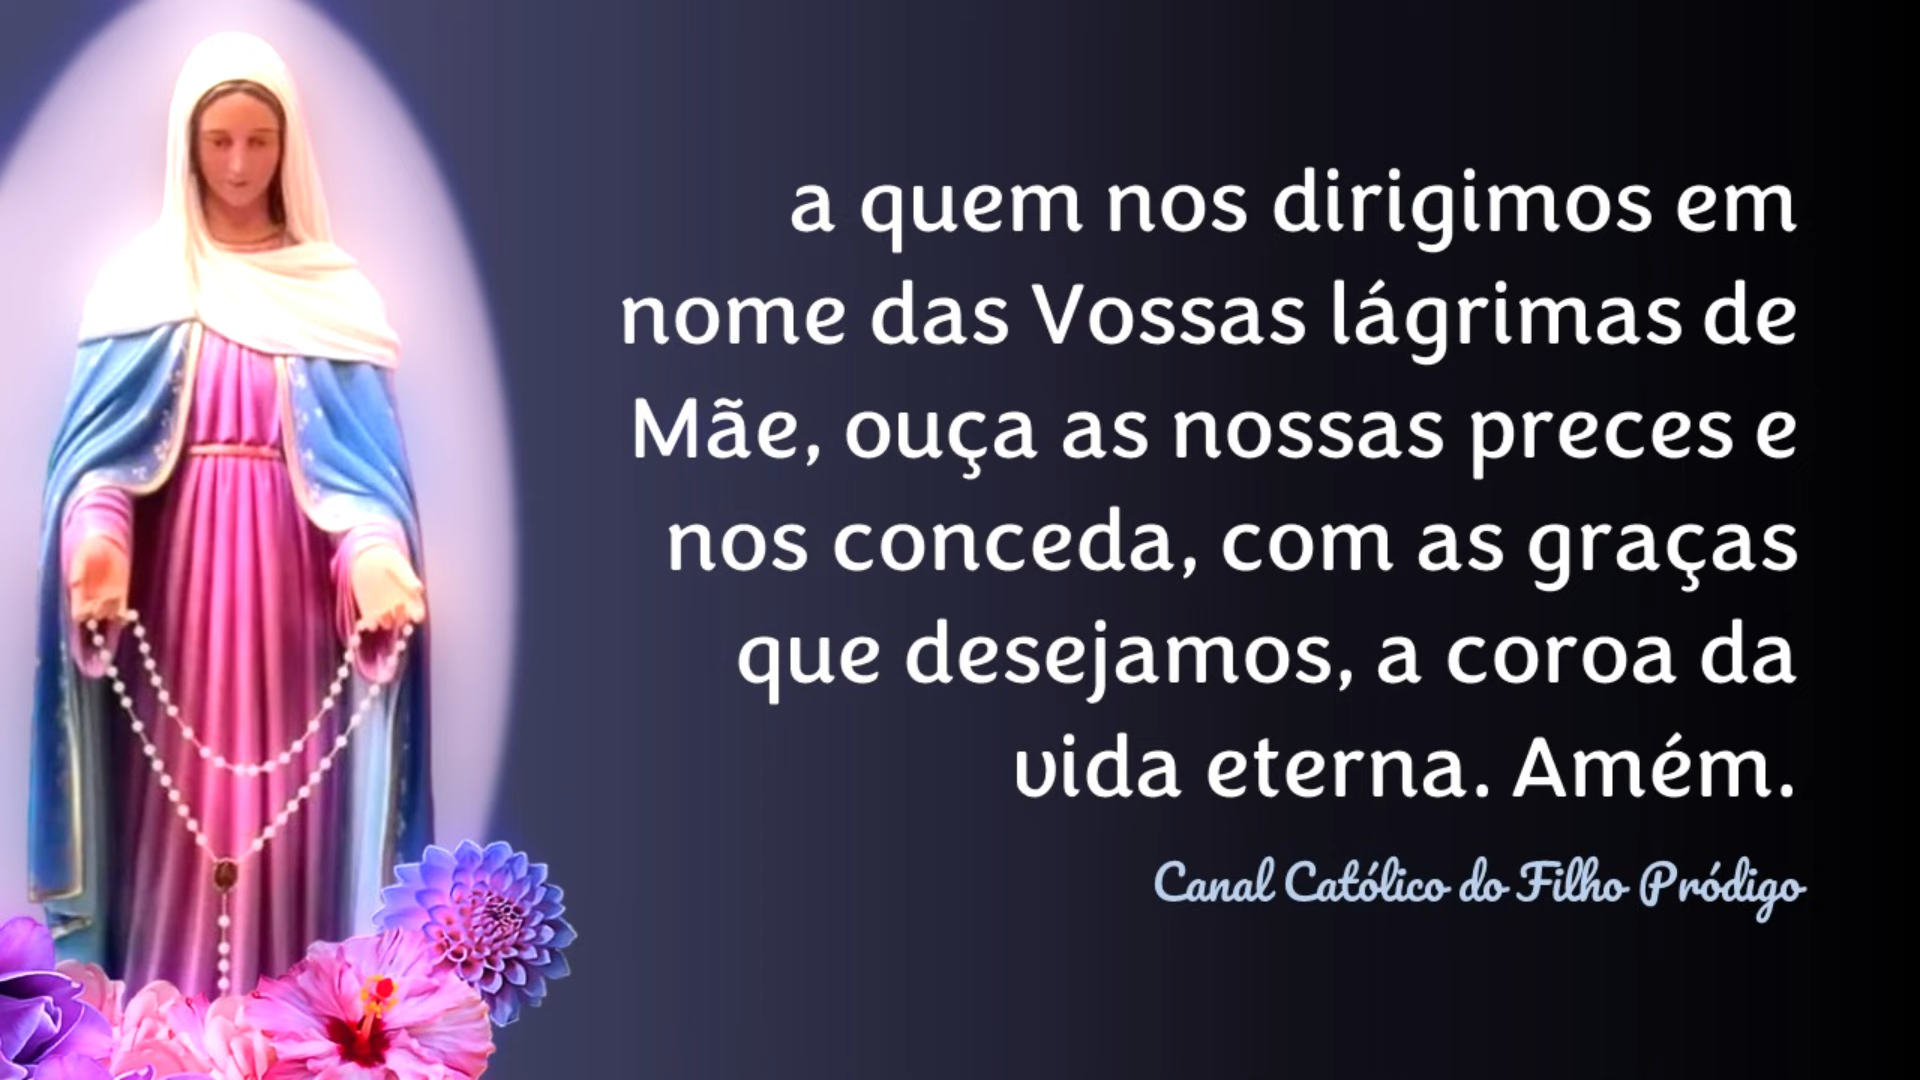 a quem nos dirigimos em
nome das Vossas lágrimas de
Mãe, ouça as nossas preces e
nos conceda, com as graças
que desejamos, a coroa da
vida eterna. Amém.
Canal Católico do Filho Pródigo